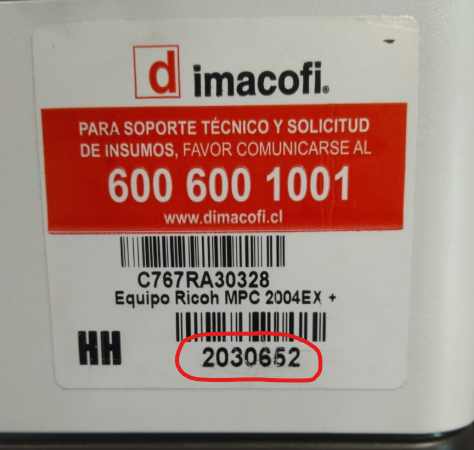 dimacofi®
PARA SOPORTE TÉCNICO Y SOLICITUD
DE INSUMOS, FAVOR COMUNICARSE AL
600 600 1001
www.dimacofi.cl
C767RA30328
Equipo Ricoh MPC 2004EX +
HH
2030652